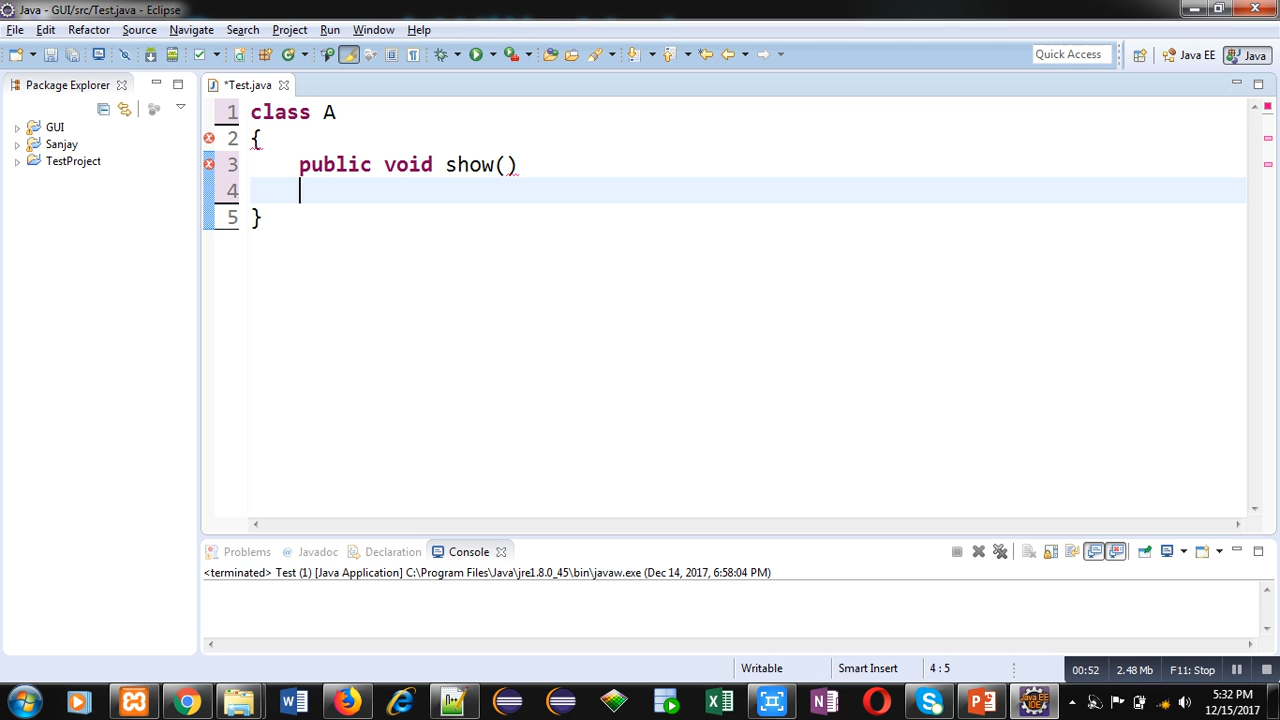 Java - GUI/src/Test.java - Eclipse
File Edit Refactor Source Navigate Search Project Run Window Help
Quick Access Java EE Java
Package Explorer
*Test.java
GUI
Sanjay
TestProject
1 class A
2 {
3 public void show()
4
5 }
Problems Javadoc Declaration Console
<terminated> Test (1) [Java Application] C:\Program Files\Java\jre1.8.0_45\bin\javaw.exe (Dec 14, 2017, 6:58:04 PM)
Writable Smart Insert 4 : 5 00:52 2.48 Mb F11: Stop
5:32 PM
12/15/2017